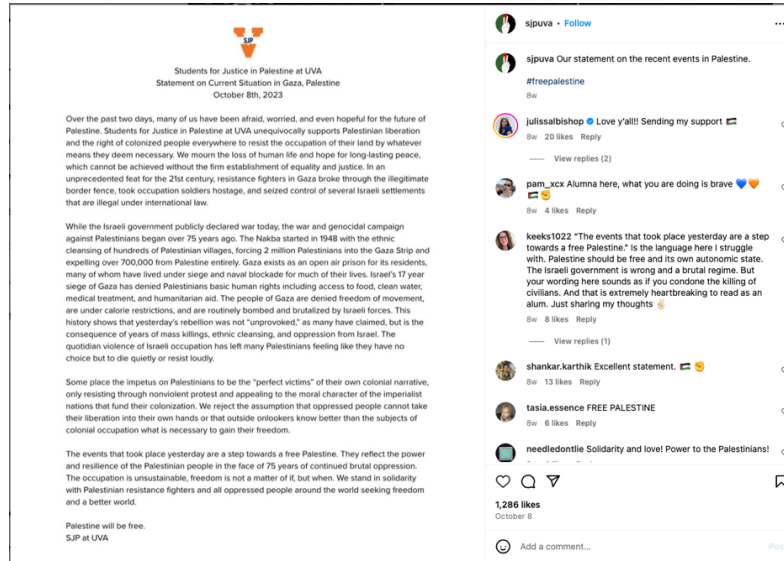 SJP
Students for Justice in Palestine at UVA
Statement on Current Situation in Gaza, Palestine
October 8th, 2023
Over the past two days, many of us have been afraid, worried, and even hopeful for the future of
Palestine. Students for Justice in Palestine at UVA unequivocally supports Palestinian liberation
and the right of colonized people everywhere to resist the occupation of their land by whatever
means they deem necessary. We mourn the loss of human life and hope for long-lasting peace,
which cannot be achieved without the firm establishment of equality and justice. In an
unprecedented feat for the 21st century, resistance fighters in Gaza broke through the illegitimate
border fence, took occupation soldiers hostage, and seized control of several Israeli settlements
that are illegal under international law.
While the Israeli government publicly declared war today, the war and genocidal campaign
against Palestinians began over 75 years ago. The Nakba started in 1948 with the ethnic
cleansing of hundreds of Palestinian villages, forcing 2 million Palestinians into the Gaza Strip and
expelling over 700,000 from Palestine entirely. Gaza exists as an open air prison for its residents,
many of whom have lived under siege and naval blockade for much of their lives. Israel's 17 year
siege of Gaza has denied Palestinians basic human rights including access to food, clean water,
medical treatment, and humanitarian aid. The people of Gaza are denied freedom of movement,
are under calorie restrictions, and are routinely bombed and brutalized by Israeli forces. This
history shows that yesterday's rebellion was not "unprovoked," as many have claimed, but is the
consequence of years of mass killings, ethnic cleansing, and oppression from Israel. The
quotidian violence of Israeli occupation has left many Palestinians feeling like they have no
choice but to die quietly or resist loudly.
Some place the impetus on Palestinians to be the "perfect victims" of their own colonial narrative,
only resisting through nonviolent protest and appealing to the moral character of the imperialist
nations that fund their colonization. We reject the assumption that oppressed people cannot take
their liberation into their own hands or that outside onlookers know better than the subjects of
colonial occupation what is necessary to gain their freedom.
The events that took place yesterday are a step towards a free Palestine. They reflect the power
and resilience of the Palestinian people in the face of 75 years of continued brutal oppression.
The occupation is unsustainable, freedom is not a matter of if, but when. We stand in solidarity
with Palestinian resistance fighters and all oppressed people around the world seeking freedom
and a better world.
Palestine will be free.
SJP at UVA
sjpuva • Follow
sjpuva Our statement on the recent events in Palestine.
#freepalestine
8w
julissalbishop Love y'all!! Sending my support 🇵🇸
8w 20 likes Reply
View replies (2)
pam_xcx Alumna here, what you are doing is brave 💙🧡
🇵🇸✊
8w 4 likes Reply
keeks1022 "The events that took place yesterday are a step
towards a free Palestine." Is the language here I struggle
with. Palestine should be free and its own autonomic state.
The Israeli government is wrong and a brutal regime. But
your wording here sounds as if you condone the killing of
civilians. And that is extremely heartbreaking to read as an
alum. Just sharing my thoughts ✌🏻
8w 8 likes Reply
View replies (1)
shankar.karthik Excellent statement. 🇵🇸 ✊
8w 13 likes Reply
tasia.essence FREE PALESTINE
8w 6 likes Reply
needledontlie Solidarity and love! Power to the Palestinians!
1,286 likes
October 8
Add a comment...
Post